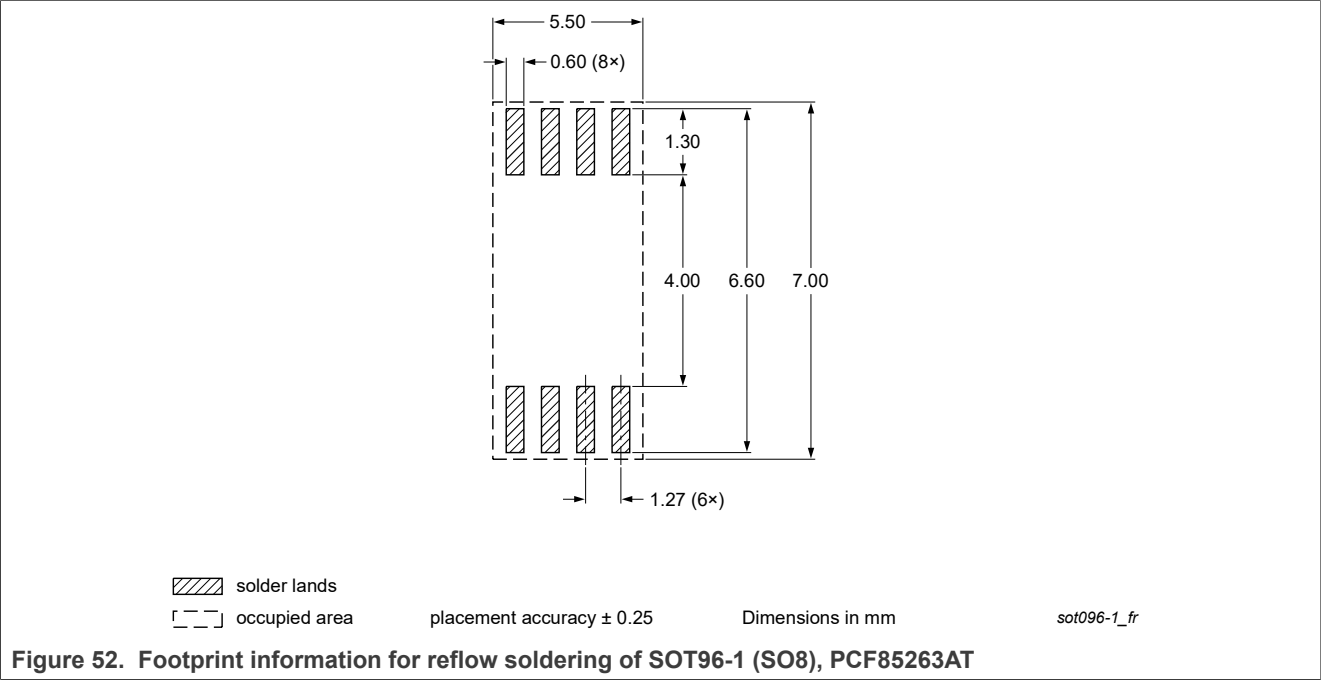 5.50
0.60 (8×)
1.30
4.00 6.60 7.00
1.27 (6×)
solder lands
occupied area placement accuracy ± 0.25 Dimensions in mm sot096-1_fr
Figure 52. Footprint information for reflow soldering of SOT96-1 (SO8), PCF85263AT